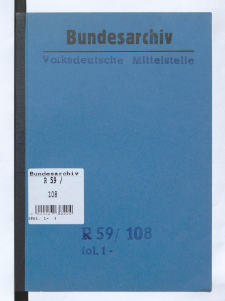 Bundesarchiv
Volksdeutsche Mittelstelle
Bundesarchiv
R 59 /
108
R 59/ 108
fol. 1-